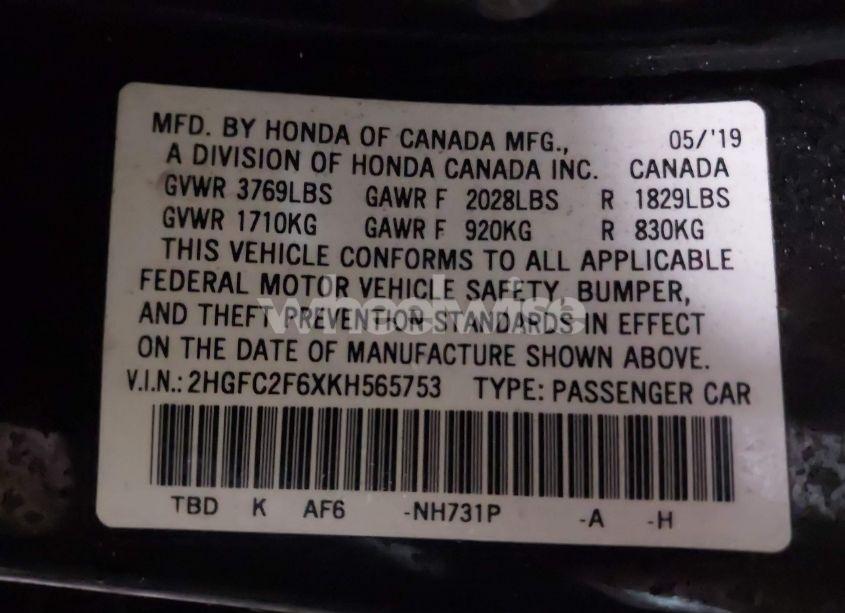 MFD. BY HONDA OF CANADA MFG., 05/'19
A DIVISION OF HONDA CANADA INC. CANADA
GVWR 3769LBS GAWR F 2028LBS R 1829LBS
GVWR 1710KG GAWR F 920KG R 830KG
THIS VEHICLE CONFORMS TO ALL APPLICABLE
FEDERAL MOTOR VEHICLE SAFETY, BUMPER,
AND THEFT PREVENTION STANDARDS IN EFFECT
ON THE DATE OF MANUFACTURE SHOWN ABOVE.
V.I.N.: 2HGFC2F6XKH565753 TYPE: PASSENGER CAR
TBD K AF6 -NH731P -A -H
wheelwise